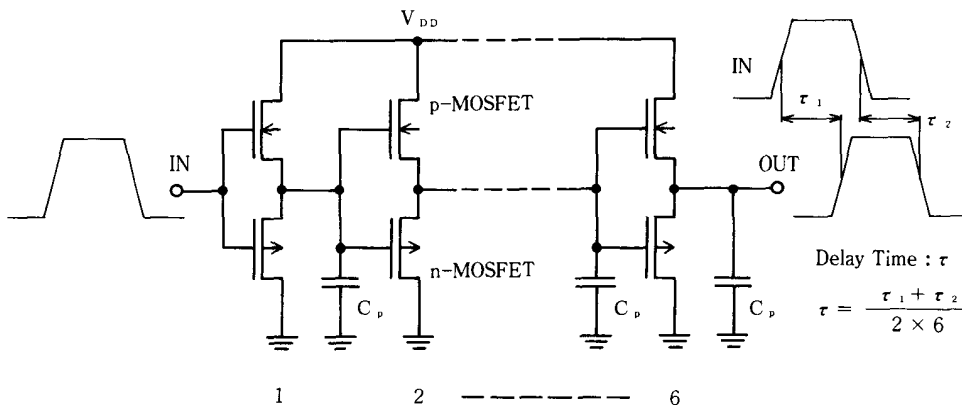 V_DD
IN
p-MOSFET
n-MOSFET
C_p
C_p
C_p
OUT
1
2
6
IN
τ_1
τ_2
Delay Time : τ
τ = (τ_1 + τ_2) / (2 × 6)